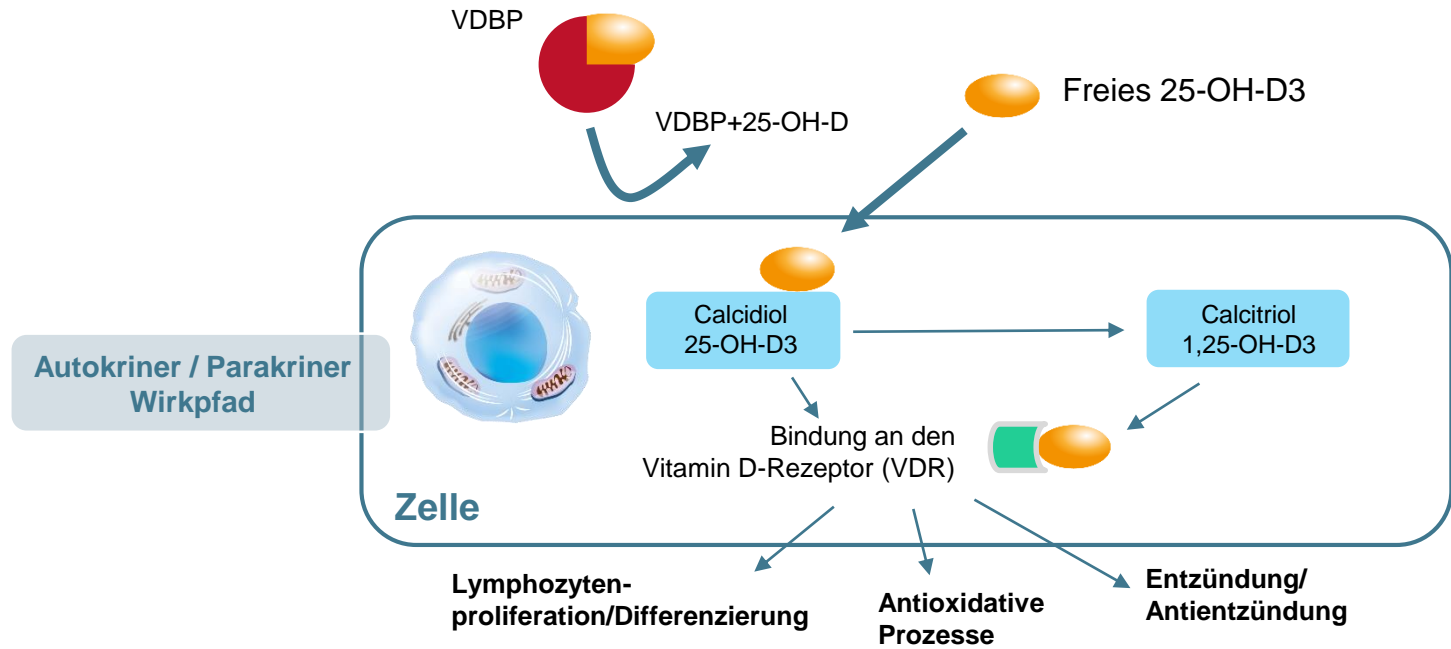 VDBP
VDBP+25-OH-D
Freies 25-OH-D3
Calcidiol
25-OH-D3
Calcitriol
1,25-OH-D3
Autokriner / Parakriner
Wirkpfad
Bindung an den
Vitamin D-Rezeptor (VDR)
Zelle
Lymphozyten-
proliferation/Differenzierung
Antioxidative
Prozesse
Entzündung/
Antientzündung